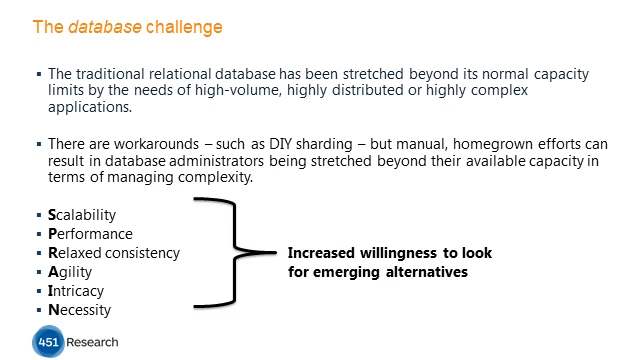 The database challenge
▪ The traditional relational database has been stretched beyond its normal capacity
limits by the needs of high-volume, highly distributed or highly complex
applications.
▪ There are workarounds – such as DIY sharding – but manual, homegrown efforts can
result in database administrators being stretched beyond their available capacity in
terms of managing complexity.
▪ Scalability
▪ Performance
▪ Relaxed consistency
▪ Agility
▪ Intricacy
▪ Necessity
Increased willingness to look
for emerging alternatives
451 Research